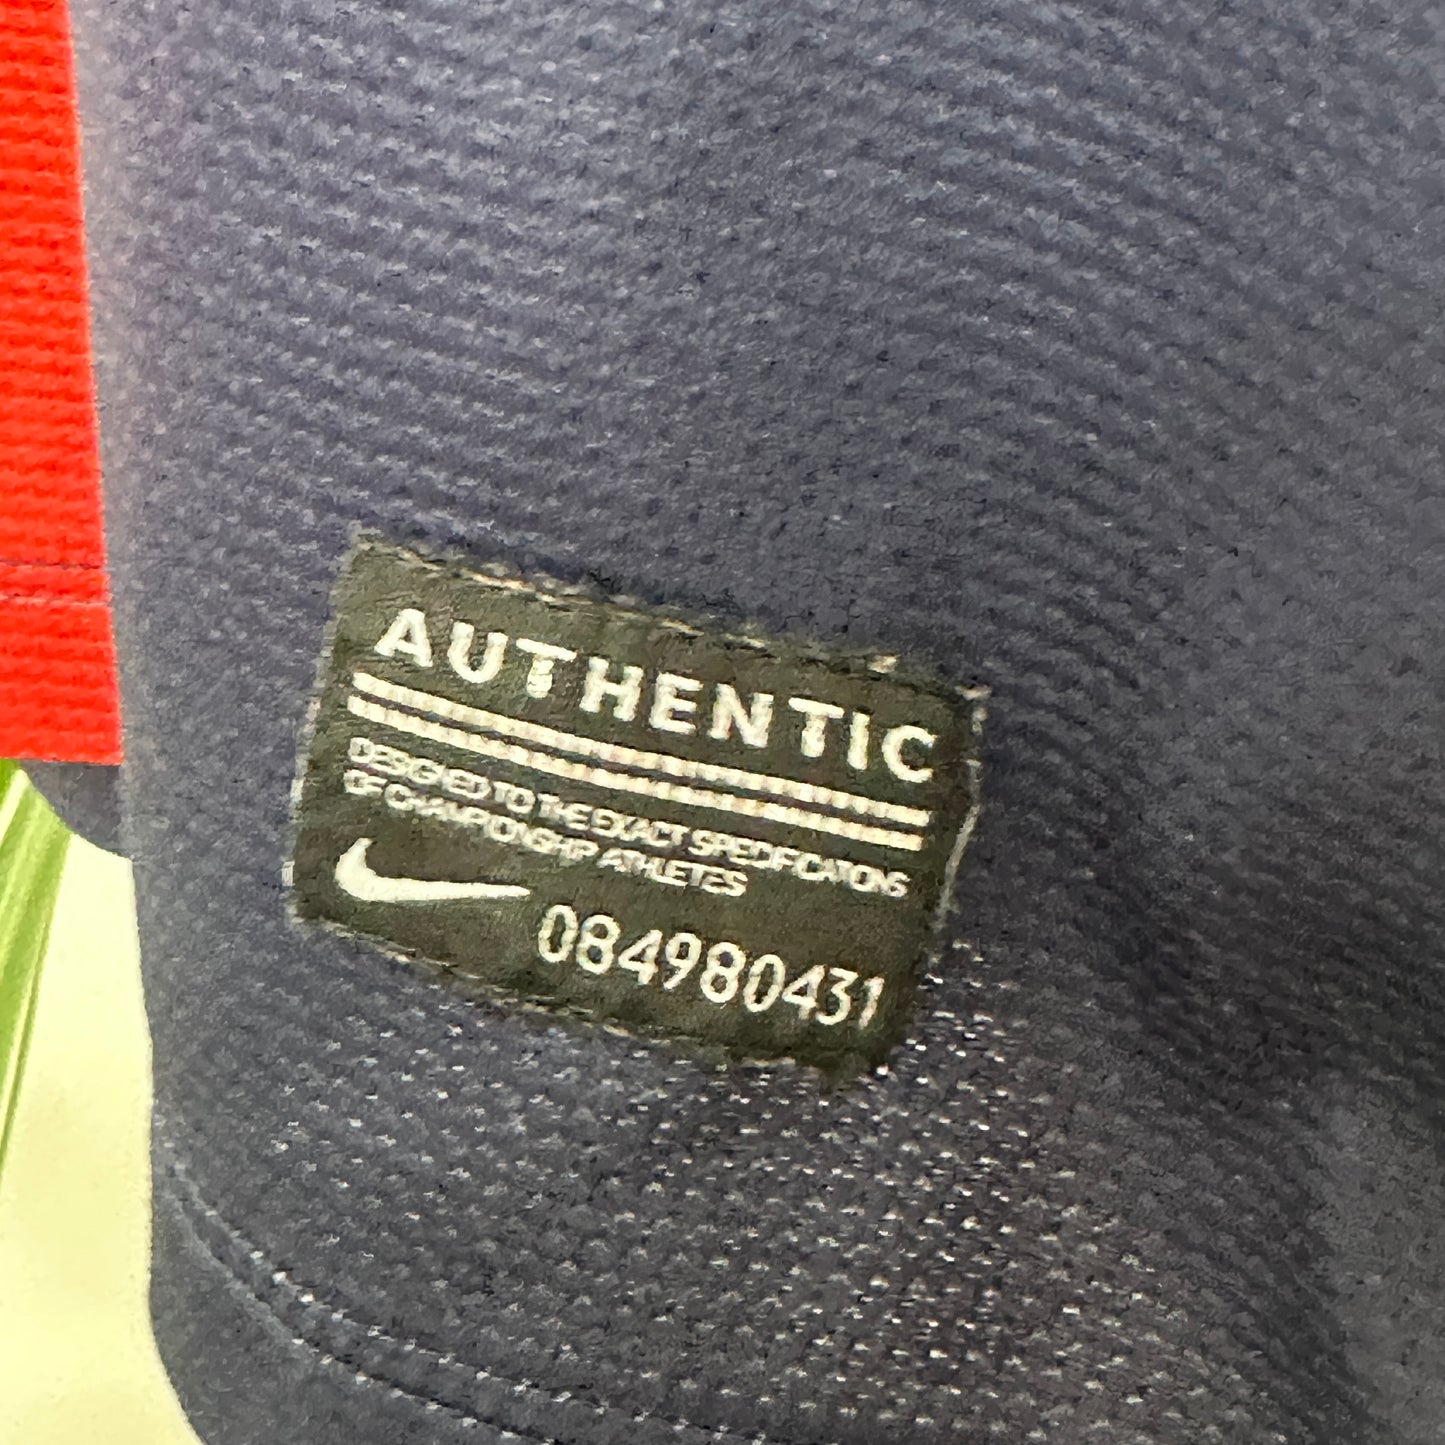 AUTHENTIC
DESIGNED TO THE EXACT SPECIFICATIONS
OF CHAMPIONSHIP ATHLETES
084980431